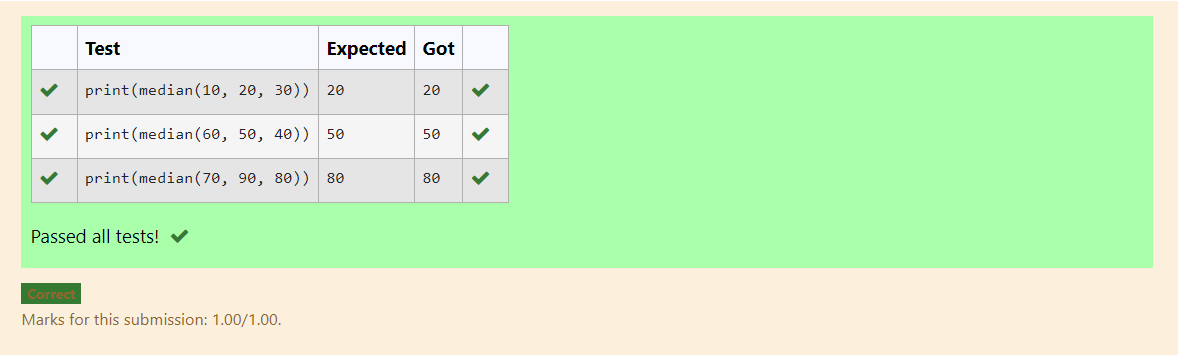 Test Expected Got
print(median(10, 20, 30)) 20 20
print(median(60, 50, 40)) 50 50
print(median(70, 90, 80)) 80 80
Passed all tests!
Correct
Marks for this submission: 1.00/1.00.